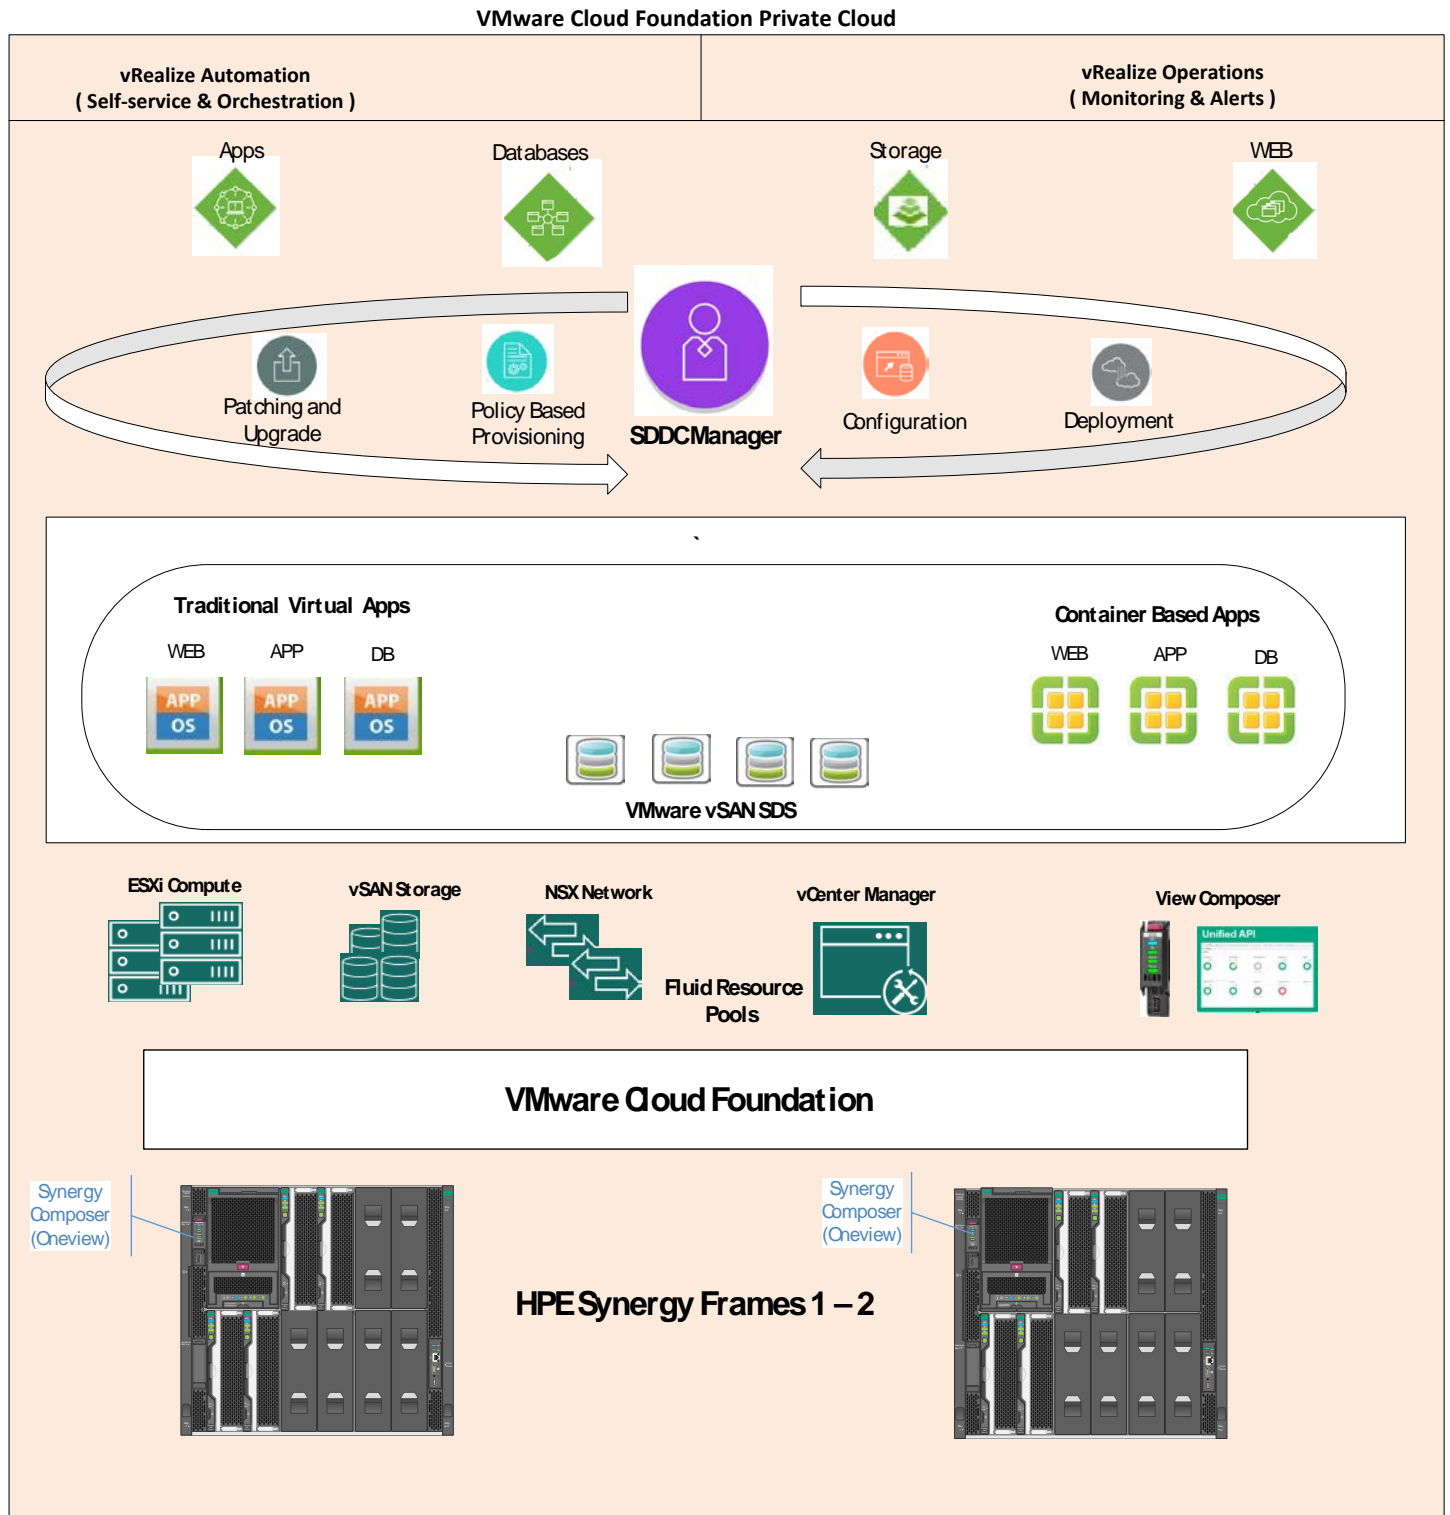 VMware Cloud Foundation Private Cloud
vRealize Automation
( Self-service & Orchestration )
vRealize Operations
( Monitoring & Alerts )
Apps
Databases
Storage
WEB
Patching and
Upgrade
Policy Based
Provisioning
SDDC Manager
Configuration
Deployment
`
Traditional Virtual Apps
WEB
APP
DB
APP
OS
APP
OS
APP
OS
Container Based Apps
WEB
APP
DB
VMware vSAN SDS
ESXi Compute
vSAN Storage
NSX Network
vCenter Manager
View Composer
Unified API
Fluid Resource
Pools
VMware Cloud Foundation
Synergy
Composer
(Oneview)
Synergy
Composer
(Oneview)
HPE Synergy Frames 1 – 2